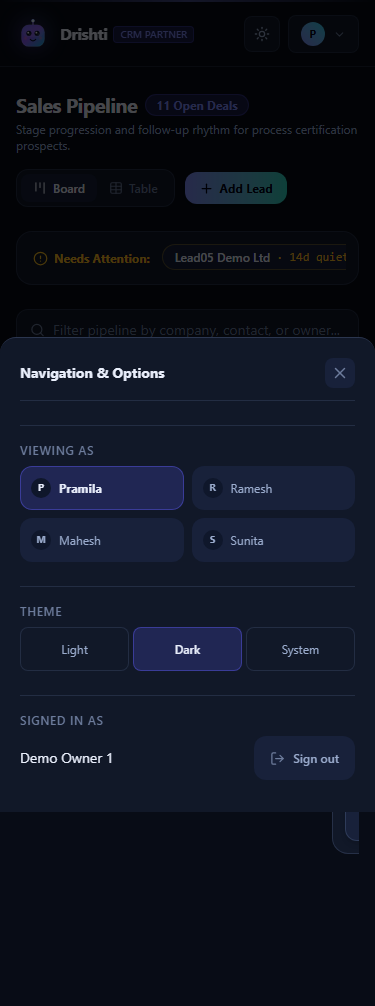 Drishti CRM PARTNER P
Sales Pipeline 11 Open Deals
Stage progression and follow-up rhythm for process certification
prospects.
Board Table + Add Lead
Needs Attention: Lead05 Demo Ltd · 14d quiet
Filter pipeline by company, contact, or owner...
Navigation & Options
VIEWING AS
P Pramila R Ramesh
M Mahesh S Sunita
THEME
Light Dark System
SIGNED IN AS
Demo Owner 1 Sign out